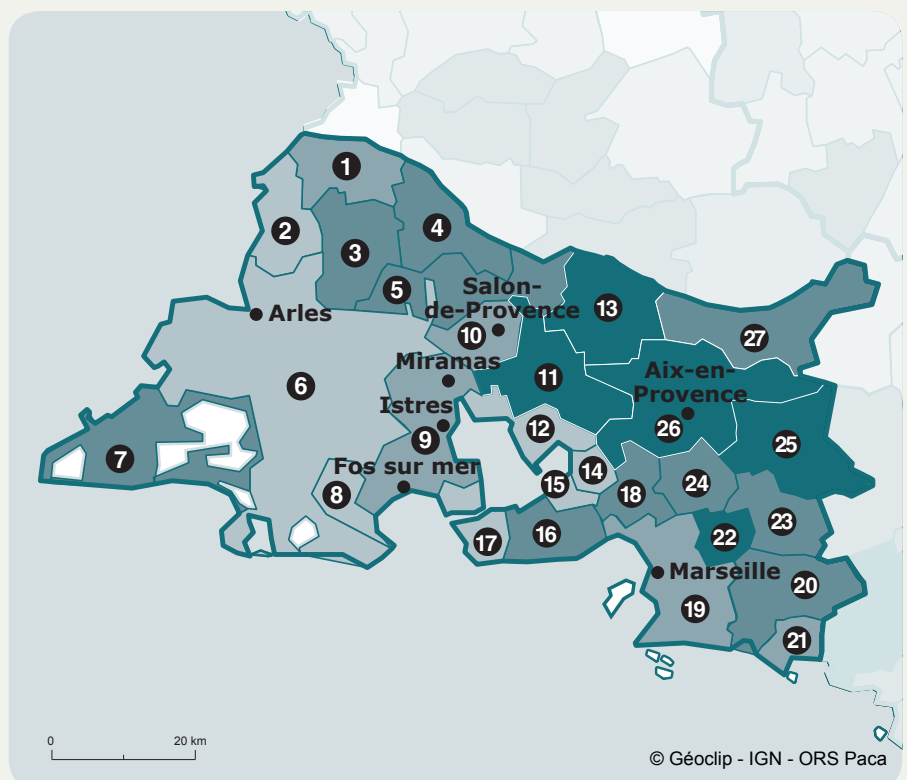 1
2
3
4
5
Salon-
de-Provence
13
Arles
10
27
Miramas
11
Aix-en-
Provence
6
Istres
26
12
9
25
7
Fos sur mer
14
8
15
18
24
23
17
16
22
Marseille
20
19
21
0 20 km
© Géoclip - IGN - ORS Paca